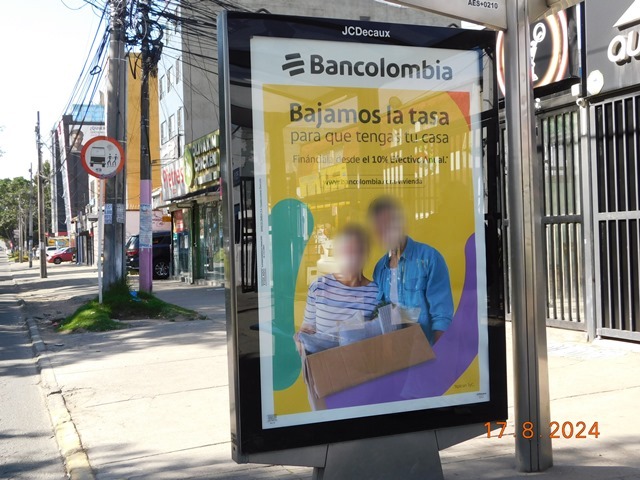 AES+0210
JCDecaux
Bancolombia
Bajamos la tasa
para que tengas tu casa
Finánciala desde el 10% Efectivo Anual.
17.8.2024